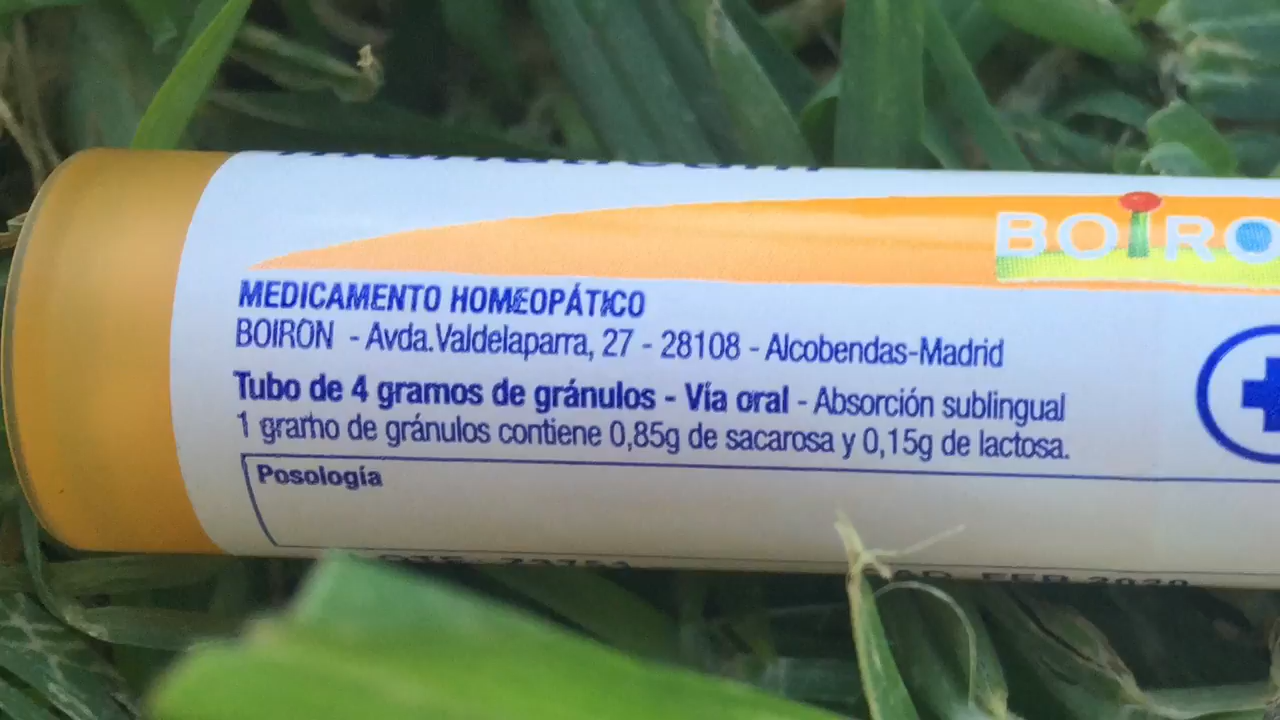 BOIRO
MEDICAMENTO HOMEOPÁTICO
BOIRON - Avda. Valdelaparra, 27 - 28108 - Alcobendas-Madrid
Tubo de 4 gramos de gránulos - Vía oral - Absorción sublingual
1 gramo de gránulos contiene 0,85g de sacarosa y 0,15g de lactosa.
Posología